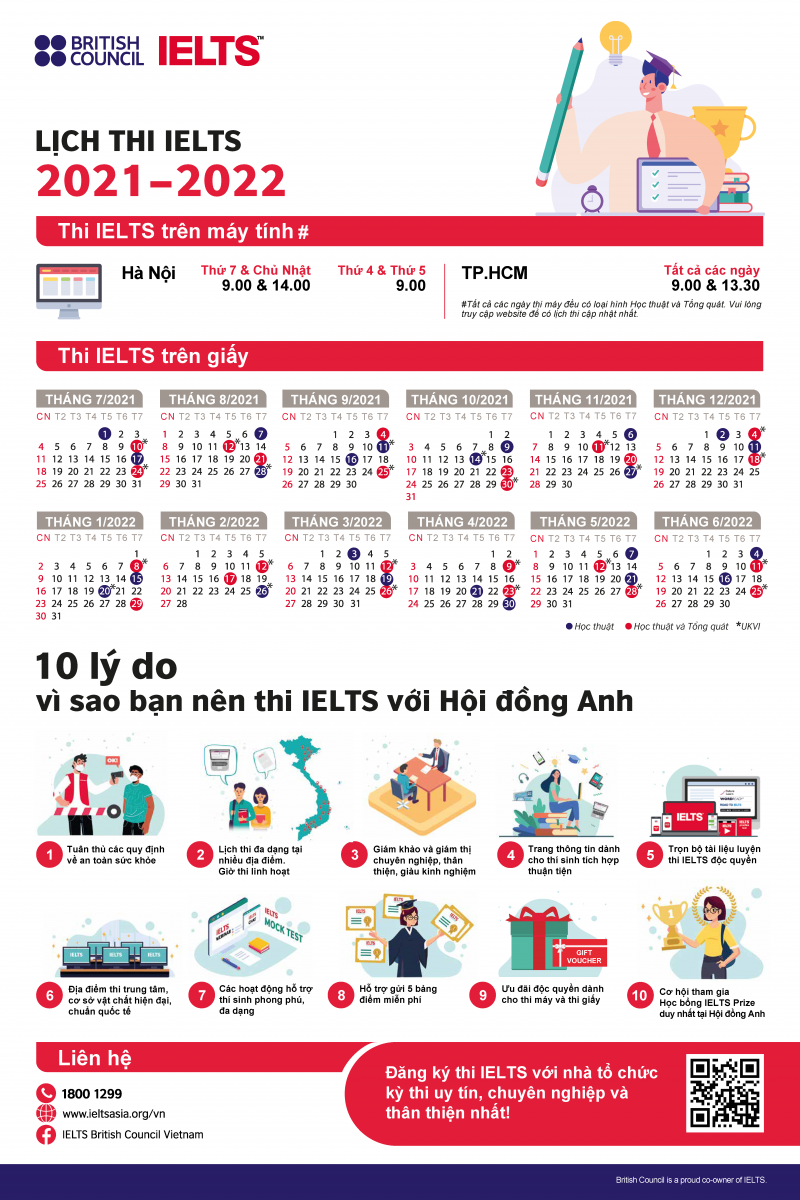 BRITISH
COUNCIL
IELTS™
LỊCH THI IELTS
2021–2022
Thi IELTS trên máy tính #
Hà Nội
Thứ 7 & Chủ Nhật
9.00 & 14.00
Thứ 4 & Thứ 5
9.00
TP.HCM
Tất cả các ngày
9.00 & 13.30
#Tất cả các ngày thi máy đều có loại hình Học thuật và Tổng quát. Vui lòng
truy cập website để có lịch thi cập nhật nhất.
Thi IELTS trên giấy
THÁNG 7/2021
CN T2 T3 T4 T5 T6 T7
1 2 3
4 5 6 7 8 9 10*
11 12 13 14 15 16 17
18 19 20 21 22 23 24*
25 26 27 28 29 30 31
THÁNG 8/2021
CN T2 T3 T4 T5 T6 T7
1 2 3 4 5 6 7
8 9 10 11 12* 13 14
15 16 17 18 19 20 21
22 23 24 25 26 27 28*
29 30 31
THÁNG 9/2021
CN T2 T3 T4 T5 T6 T7
1 2 3 4
5 6 7 8 9 10 11*
12 13 14 15 16 17 18
19 20 21 22 23 24 25*
26 27 28 29 30
THÁNG 10/2021
CN T2 T3 T4 T5 T6 T7
1 2
3 4 5 6 7 8 9
10 11 12 13 14* 15 16
17 18 19 20 21 22 23
24 25 26 27 28 29 30*
31
THÁNG 11/2021
CN T2 T3 T4 T5 T6 T7
1 2 3 4 5 6
7 8 9 10 11* 12 13
14 15 16 17 18 19 20
21 22 23 24 25 26 27*
28 29 30
THÁNG 12/2021
CN T2 T3 T4 T5 T6 T7
1 2 3 4*
5 6 7 8 9 10 11
12 13 14 15 16 17 18*
19 20 21 22 23 24 25
26 27 28 29 30 31
THÁNG 1/2022
CN T2 T3 T4 T5 T6 T7
1
2 3 4 5 6 7 8*
9 10 11 12 13 14 15
16 17 18 19 20* 21 22
23 24 25 26 27 28 29
30 31
THÁNG 2/2022
CN T2 T3 T4 T5 T6 T7
1 2 3 4 5
6 7 8 9 10 11 12*
13 14 15 16 17 18 19
20 21 22 23 24 25 26*
27 28
THÁNG 3/2022
CN T2 T3 T4 T5 T6 T7
1 2 3 4 5
6 7 8 9 10 11 12*
13 14 15 16 17 18 19
20 21 22 23 24 25 26*
27 28 29 30 31
THÁNG 4/2022
CN T2 T3 T4 T5 T6 T7
1 2
3 4 5 6 7 8 9*
10 11 12 13 14 15 16
17 18 19 20 21 22 23*
24 25 26 27 28 29 30
THÁNG 5/2022
CN T2 T3 T4 T5 T6 T7
1 2 3 4 5 6 7
8 9 10 11 12* 13 14
15 16 17 18 19 20 21
22 23 24 25 26 27 28*
29 30 31
THÁNG 6/2022
CN T2 T3 T4 T5 T6 T7
1 2 3 4
5 6 7 8 9 10 11*
12 13 14 15 16 17 18
19 20 21 22 23 24 25*
26 27 28 29 30
Học thuật
Học thuật và Tổng quát
*UKVI
10 lý do
vì sao bạn nên thi IELTS với Hội đồng Anh
OK!
1
Tuân thủ các quy định
về an toàn sức khỏe
2
Lịch thi đa dạng tại
nhiều địa điểm.
Giờ thi linh hoạt
3
Giám khảo và giám thị
chuyên nghiệp, thân
thiện, giàu kinh nghiệm
4
Trang thông tin dành
cho thí sinh tích hợp
thuận tiện
IELTS
5
Trọn bộ tài liệu luyện
thi IELTS độc quyền
IELTS
IELTS
IELTS
6
Địa điểm thi trung tâm,
cơ sở vật chất hiện đại,
chuẩn quốc tế
IELTS
WEBINAR
IELTS
MOCK TEST
7
Các hoạt động hỗ trợ
thí sinh phong phú,
đa dạng
IELTS
IELTS
IELTS
IELTS
8
Hỗ trợ gửi 5 bảng
điểm miễn phí
GIFT
VOUCHER
9
Ưu đãi độc quyền dành
cho thi máy và thi giấy
10
Cơ hội tham gia
Học bổng IELTS Prize
duy nhất tại Hội đồng Anh
Liên hệ
1800 1299
www.ieltsasia.org/vn
IELTS British Council Vietnam
Đăng ký thi IELTS với nhà tổ chức
kỳ thi uy tín, chuyên nghiệp và
thân thiện nhất!
British Council is a proud co-owner of IELTS.